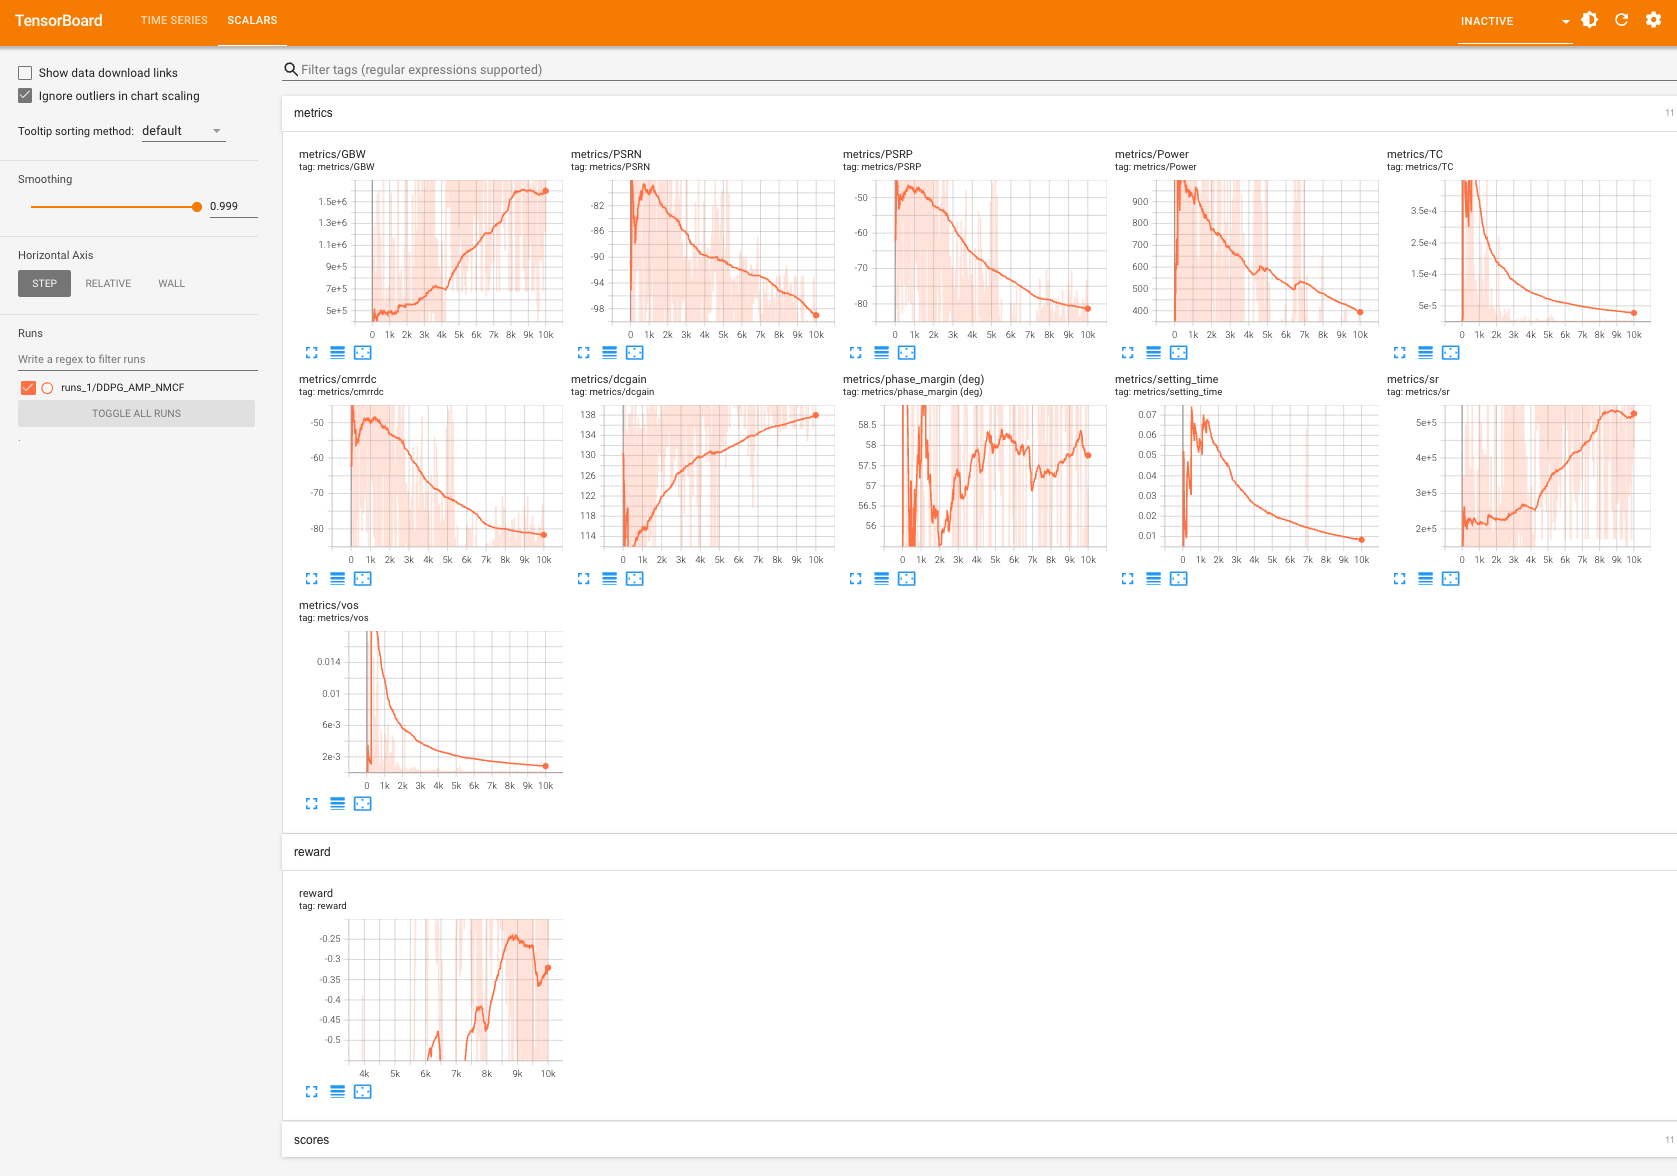 TensorBoard
TIME SERIES
SCALARS
INACTIVE
Show data download links
Ignore outliers in chart scaling
Tooltip sorting method: default
Smoothing
0.999
Horizontal Axis
STEP
RELATIVE
WALL
Runs
Write a regex to filter runs
runs_1/DDPG_AMP_NMCF
TOGGLE ALL RUNS
.
Filter tags (regular expressions supported)
metrics
11
metrics/GBW
tag: metrics/GBW
1.5e+6
1.3e+6
1.1e+6
9e+5
7e+5
5e+5
0 1k 2k 3k 4k 5k 6k 7k 8k 9k 10k
metrics/PSRN
tag: metrics/PSRN
-82
-86
-90
-94
-98
0 1k 2k 3k 4k 5k 6k 7k 8k 9k 10k
metrics/PSRP
tag: metrics/PSRP
-50
-60
-70
-80
0 1k 2k 3k 4k 5k 6k 7k 8k 9k 10k
metrics/Power
tag: metrics/Power
900
800
700
600
500
400
0 1k 2k 3k 4k 5k 6k 7k 8k 9k 10k
metrics/TC
tag: metrics/TC
3.5e-4
2.5e-4
1.5e-4
5e-5
0 1k 2k 3k 4k 5k 6k 7k 8k 9k 10k
metrics/cmrrdc
tag: metrics/cmrrdc
-50
-60
-70
-80
0 1k 2k 3k 4k 5k 6k 7k 8k 9k 10k
metrics/dcgain
tag: metrics/dcgain
138
134
130
126
122
118
114
0 1k 2k 3k 4k 5k 6k 7k 8k 9k 10k
metrics/phase_margin (deg)
tag: metrics/phase_margin (deg)
58.5
58
57.5
57
56.5
56
0 1k 2k 3k 4k 5k 6k 7k 8k 9k 10k
metrics/setting_time
tag: metrics/setting_time
0.07
0.06
0.05
0.04
0.03
0.02
0.01
0 1k 2k 3k 4k 5k 6k 7k 8k 9k 10k
metrics/sr
tag: metrics/sr
5e+5
4e+5
3e+5
2e+5
0 1k 2k 3k 4k 5k 6k 7k 8k 9k 10k
metrics/vos
tag: metrics/vos
0.014
0.01
6e-3
2e-3
0 1k 2k 3k 4k 5k 6k 7k 8k 9k 10k
reward
reward
tag: reward
-0.25
-0.3
-0.35
-0.4
-0.45
-0.5
4k 5k 6k 7k 8k 9k 10k
scores
11